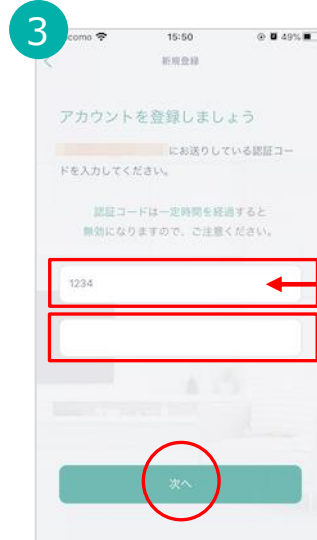 3
como 15:50 49%
新規登録
アカウントを登録しましょう
にお送りしている認証コー
ドを入力してください。
認証コードは一定時間を経過すると
無効になりますので、ご注意ください。
1234
次へ